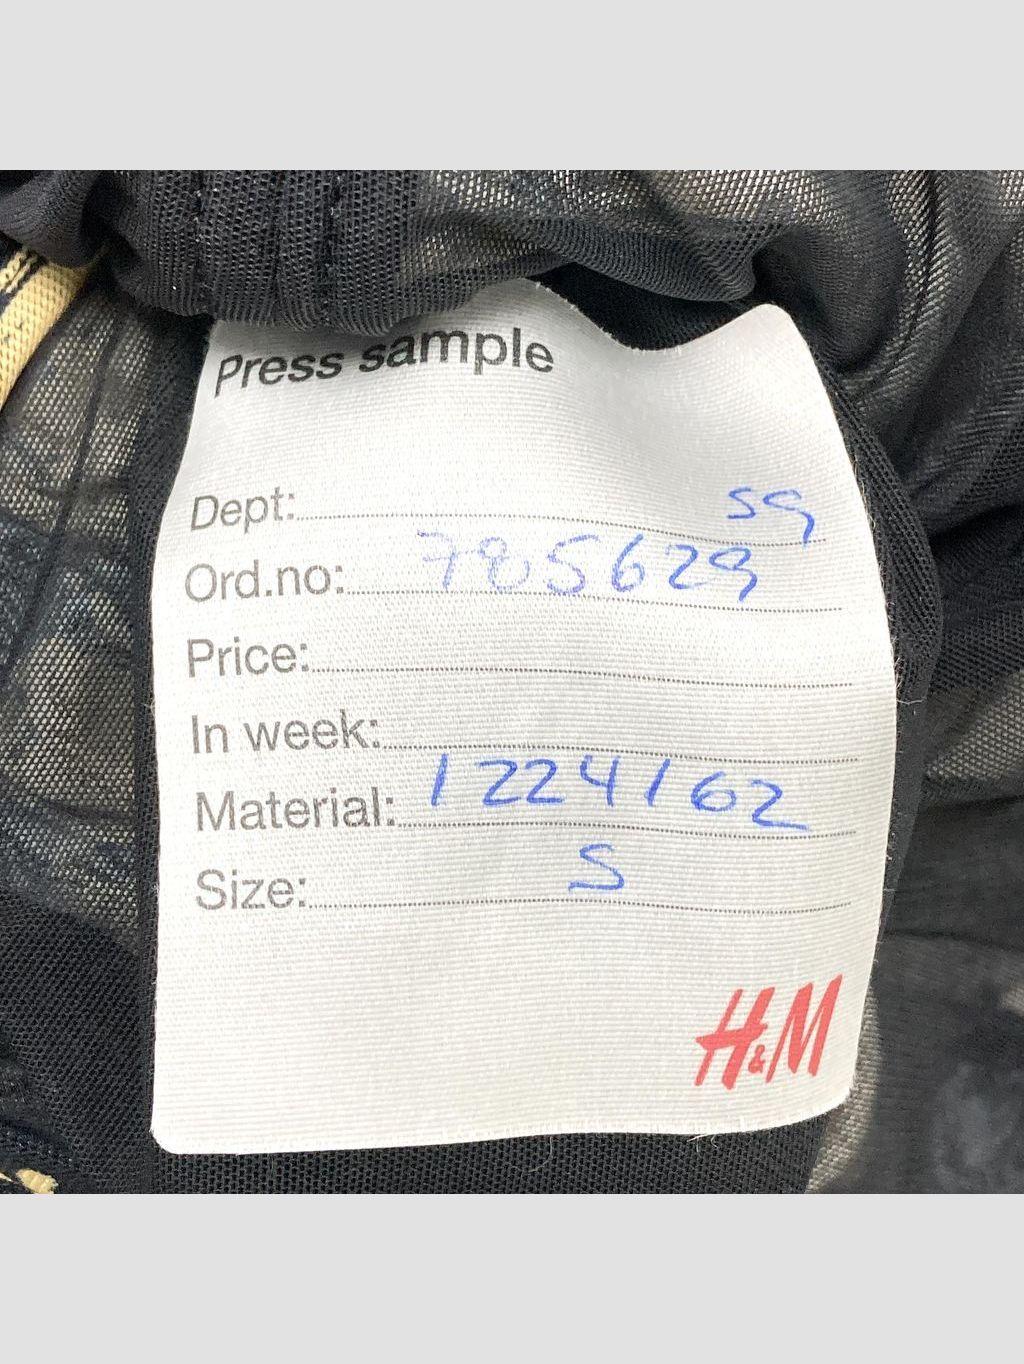 Press sample
Dept: 59
Ord.no: 785629
Price:
In week:
Material: 1224162
Size: S
H&M